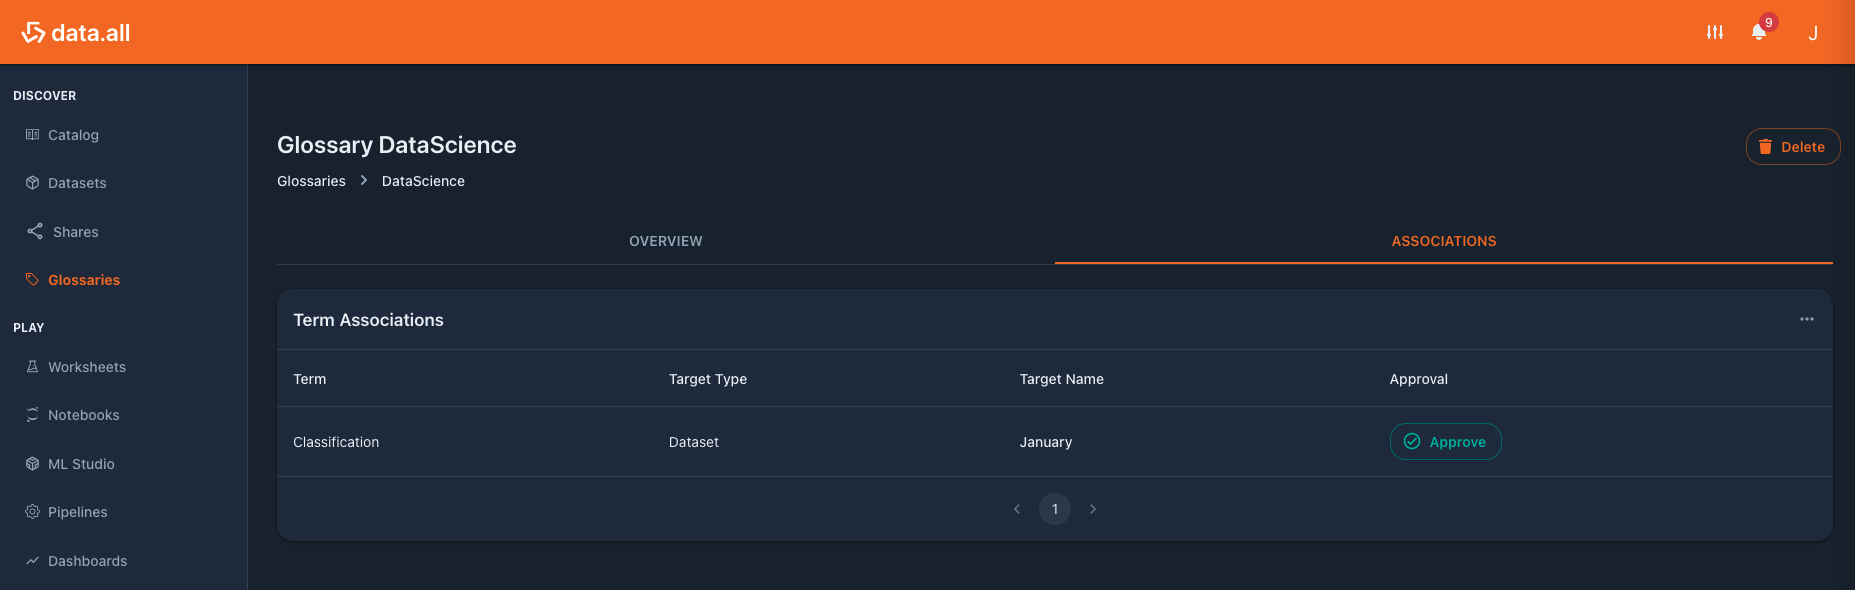 data.all
9
J
DISCOVER
Catalog
Datasets
Shares
Glossaries
PLAY
Worksheets
Notebooks
ML Studio
Pipelines
Dashboards
Glossary DataScience
Delete
Glossaries > DataScience
OVERVIEW
ASSOCIATIONS
Term Associations
Term Target Type Target Name Approval
Classification Dataset January Approve
1